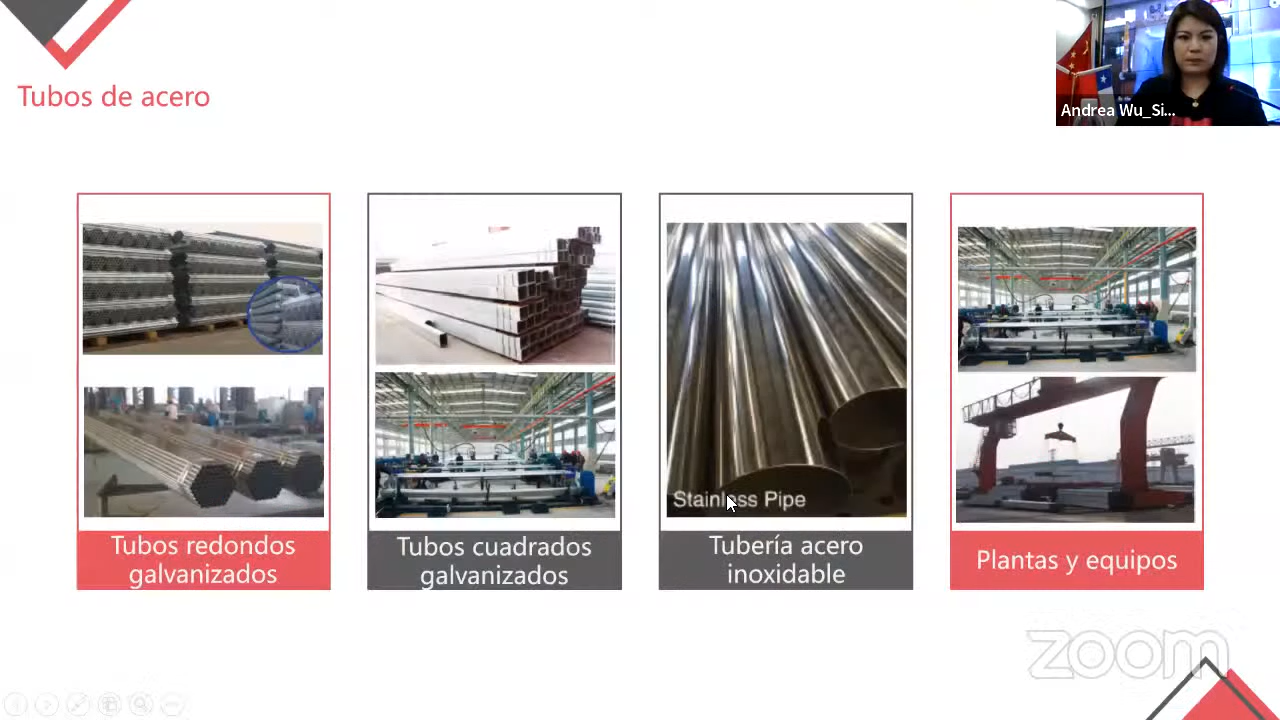 Tubos de acero
Andrea Wu_Si...
Stainless Pipe
Tubos redondos
galvanizados
Tubos cuadrados
galvanizados
Tubería acero
inoxidable
Plantas y equipos
zoom